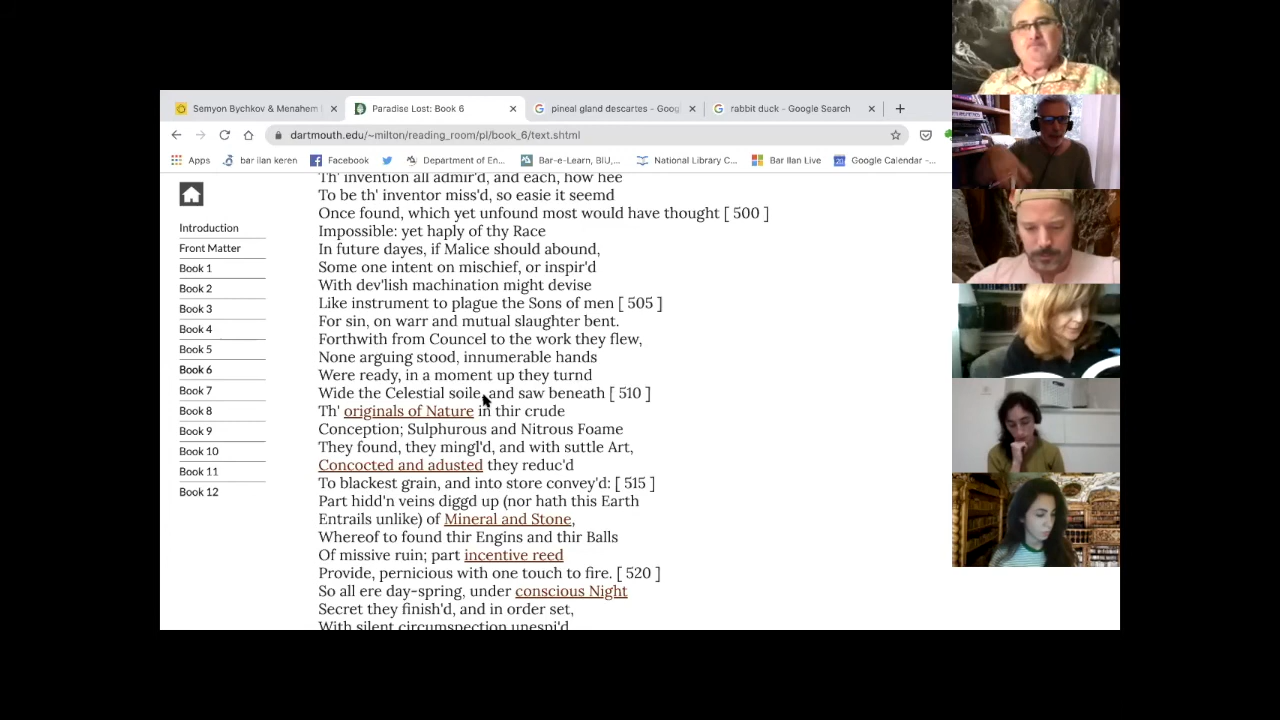 Semyon Bychkov & Menahem
Paradise Lost: Book 6
pineal gland descartes - Goog
rabbit duck - Google Search
dartmouth.edu/~milton/reading_room/pl/book_6/text.shtml
Apps
bar ilan keren
Facebook
Department of En...
Bar-e-Learn, BIU,...
National Library C...
Bar Ilan Live
20
Google Calendar -...
Introduction
Front Matter
Book 1
Book 2
Book 3
Book 4
Book 5
Book 6
Book 7
Book 8
Book 9
Book 10
Book 11
Book 12
Th' invention all admir'd, and each, how hee
To be th' inventor miss'd, so easie it seemd
Once found, which yet unfound most would have thought [ 500 ]
Impossible: yet haply of thy Race
In future dayes, if Malice should abound,
Some one intent on mischief, or inspir'd
With dev'lish machination might devise
Like instrument to plague the Sons of men [ 505 ]
For sin, on warr and mutual slaughter bent.
Forthwith from Councel to the work they flew,
None arguing stood, innumerable hands
Were ready, in a moment up they turnd
Wide the Celestial soile, and saw beneath [ 510 ]
Th' originals of Nature in thir crude
Conception; Sulphurous and Nitrous Foame
They found, they mingl'd, and with suttle Art,
Concocted and adusted they reduc'd
To blackest grain, and into store convey'd: [ 515 ]
Part hidd'n veins diggd up (nor hath this Earth
Entrails unlike) of Mineral and Stone,
Whereof to found thir Engins and thir Balls
Of missive ruin; part incentive reed
Provide, pernicious with one touch to fire. [ 520 ]
So all ere day-spring, under conscious Night
Secret they finish'd, and in order set,
With silent circumspection unespi'd